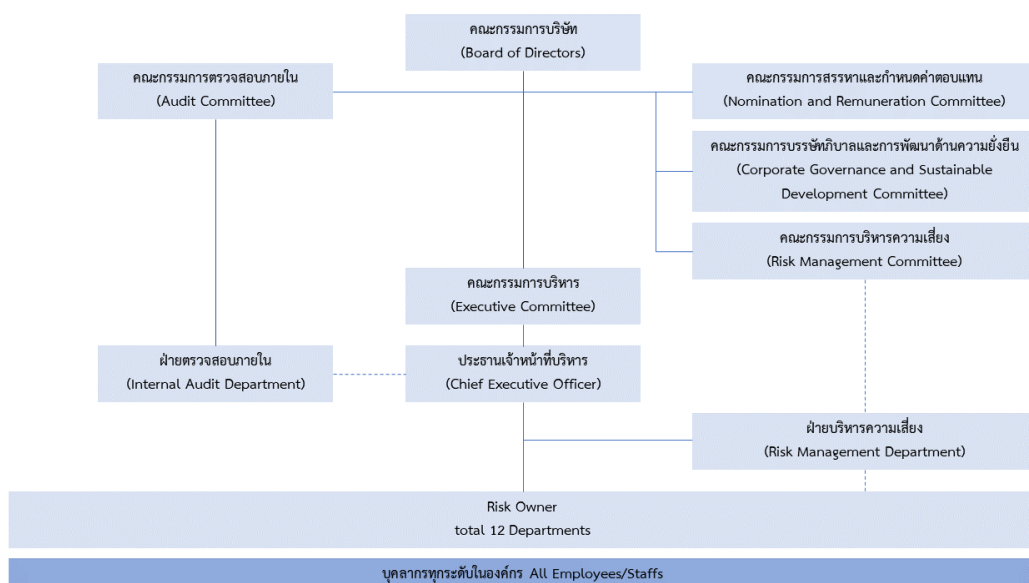 คณะกรรมการบริษัท
(Board of Directors)
คณะกรรมการตรวจสอบภายใน
(Audit Committee)
คณะกรรมการสรรหาและกำหนดค่าตอบแทน
(Nomination and Remuneration Committee)
คณะกรรมการบรรษัทภิบาลและการพัฒนาด้านความยั่งยืน
(Corporate Governance and Sustainable
Development Committee)
คณะกรรมการบริหารความเสี่ยง
(Risk Management Committee)
คณะกรรมการบริหาร
(Executive Committee)
ฝ่ายตรวจสอบภายใน
(Internal Audit Department)
ประธานเจ้าหน้าที่บริหาร
(Chief Executive Officer)
ฝ่ายบริหารความเสี่ยง
(Risk Management Department)
Risk Owner
total 12 Departments
บุคลากรทุกระดับในองค์กร All Employees/Staffs